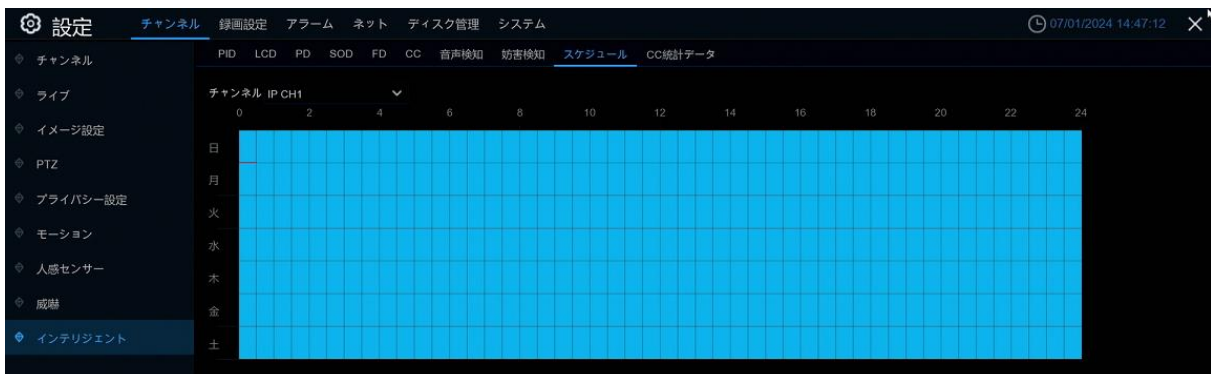 設定 チャンネル 録画設定 アラーム ネット ディスク管理 システム 07/01/2024 14:47:12
チャンネル
ライブ
イメージ設定
PTZ
プライバシー設定
モーション
人感センサー
威嚇
インテリジェント
PID LCD PD SOD FD CC 音声検知 妨害検知 スケジュール CC統計データ
チャンネル IP CH1
0 2 4 6 8 10 12 14 16 18 20 22 24
日
月
火
水
木
金
土